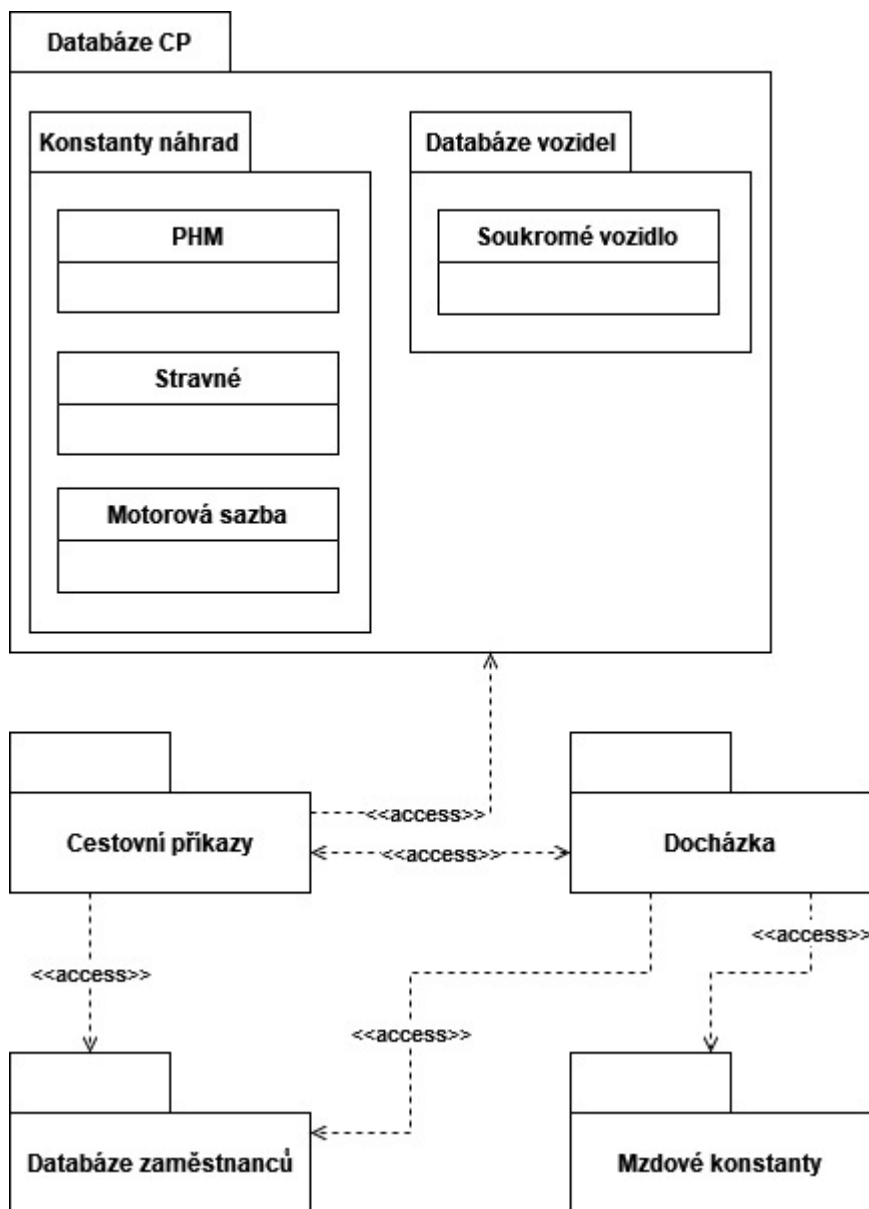 Databáze CP
Konstanty náhrad
Databáze vozidel
PHM
Soukromé vozidlo
Stravné
Motorová sazba
<<access>>
Cestovní příkazy
<<access>>
Docházka
<<access>>
<<access>>
<<access>>
Databáze zaměstnanců
Mzdové konstanty